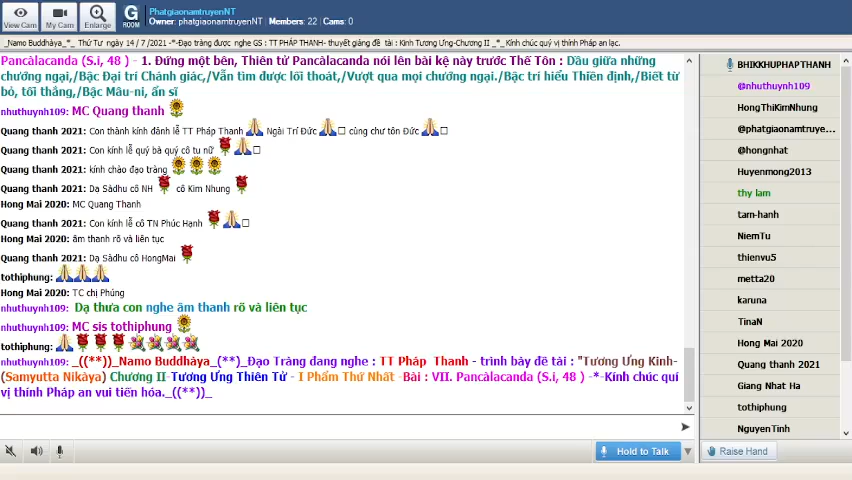 View Cam
My Cam
Enlarge
G
ROOM
PhatgiaonamtruyenNT
Owner: phatgiaonamtruyenNT | Members: 22 | Cams: 0
_Namo Buddhàya_*_ Thứ Tư ngày 14 / 7 /2021 -*-Đạo tràng được nghe GS : TT PHÁP THANH- thuyết giảng đề tài : Kinh Tương Ưng-Chương II _*_ Kính chúc quý vị thính Pháp an lạc.
Pancàlacanda (S.i, 48 ) - 1. Đứng một bên, Thiên tử Pancàlacanda nói lên bài kệ này trước Thế Tôn : Dầu giữa những
chướng ngại,/Bậc Đại trí Chánh giác,/Vẫn tìm được lối thoát,/Vượt qua mọi chướng ngại./Bậc trí hiểu Thiền định,/Biết từ
bỏ, tối thắng,/Bậc Mâu-ni, ẩn sĩ
nhuthuynh109: MC Quang thanh
Quang thanh 2021: Con thành kính đảnh lễ TT Pháp Thanh Ngài Trí Đức cùng chư tôn Đức
Quang thanh 2021: Con kính lễ quý bà quý cô tu nữ
Quang thanh 2021: kính chào đạo tràng
Quang thanh 2021: Dạ Sàdhu cô NH cô Kim Nhung
Hong Mai 2020: MC Quang Thanh
Quang thanh 2021: Con kính lễ cô TN Phúc Hạnh
Hong Mai 2020: âm thanh rõ và liên tục
Quang thanh 2021: Dạ Sàdhu cô HongMai
tothiphung:
Hong Mai 2020: TC chị Phúng
nhuthuynh109: Dạ thưa con nghe âm thanh rõ và liên tục
nhuthuynh109: MC sis tothiphung
tothiphung:
nhuthuynh109: _((**))_Namo Buddhàya_(**)_Đạo Tràng đang nghe : TT Pháp Thanh - trình bày đề tài : "Tương Ưng Kinh-
(Samyutta Nikàya) Chương II-Tương Ưng Thiên Tử - I Phẩm Thứ Nhất -Bài : VII. Pancàlacanda (S.i, 48 ) -*-Kính chúc quí
vị thính Pháp an vui tiến hóa._((**))_
Hold to Talk
BHIKKHUPHAPTHANH
@nhuthuynh109
HongThiKimNhung
@phatgiaonamtruye...
@hongnhat
Huyenmong2013
thy lam
tam-hanh
NiemTu
thienvu5
metta20
karuna
TinaN
Hong Mai 2020
Quang thanh 2021
Giang Nhat Ha
tothiphung
NguyenTinh
Raise Hand